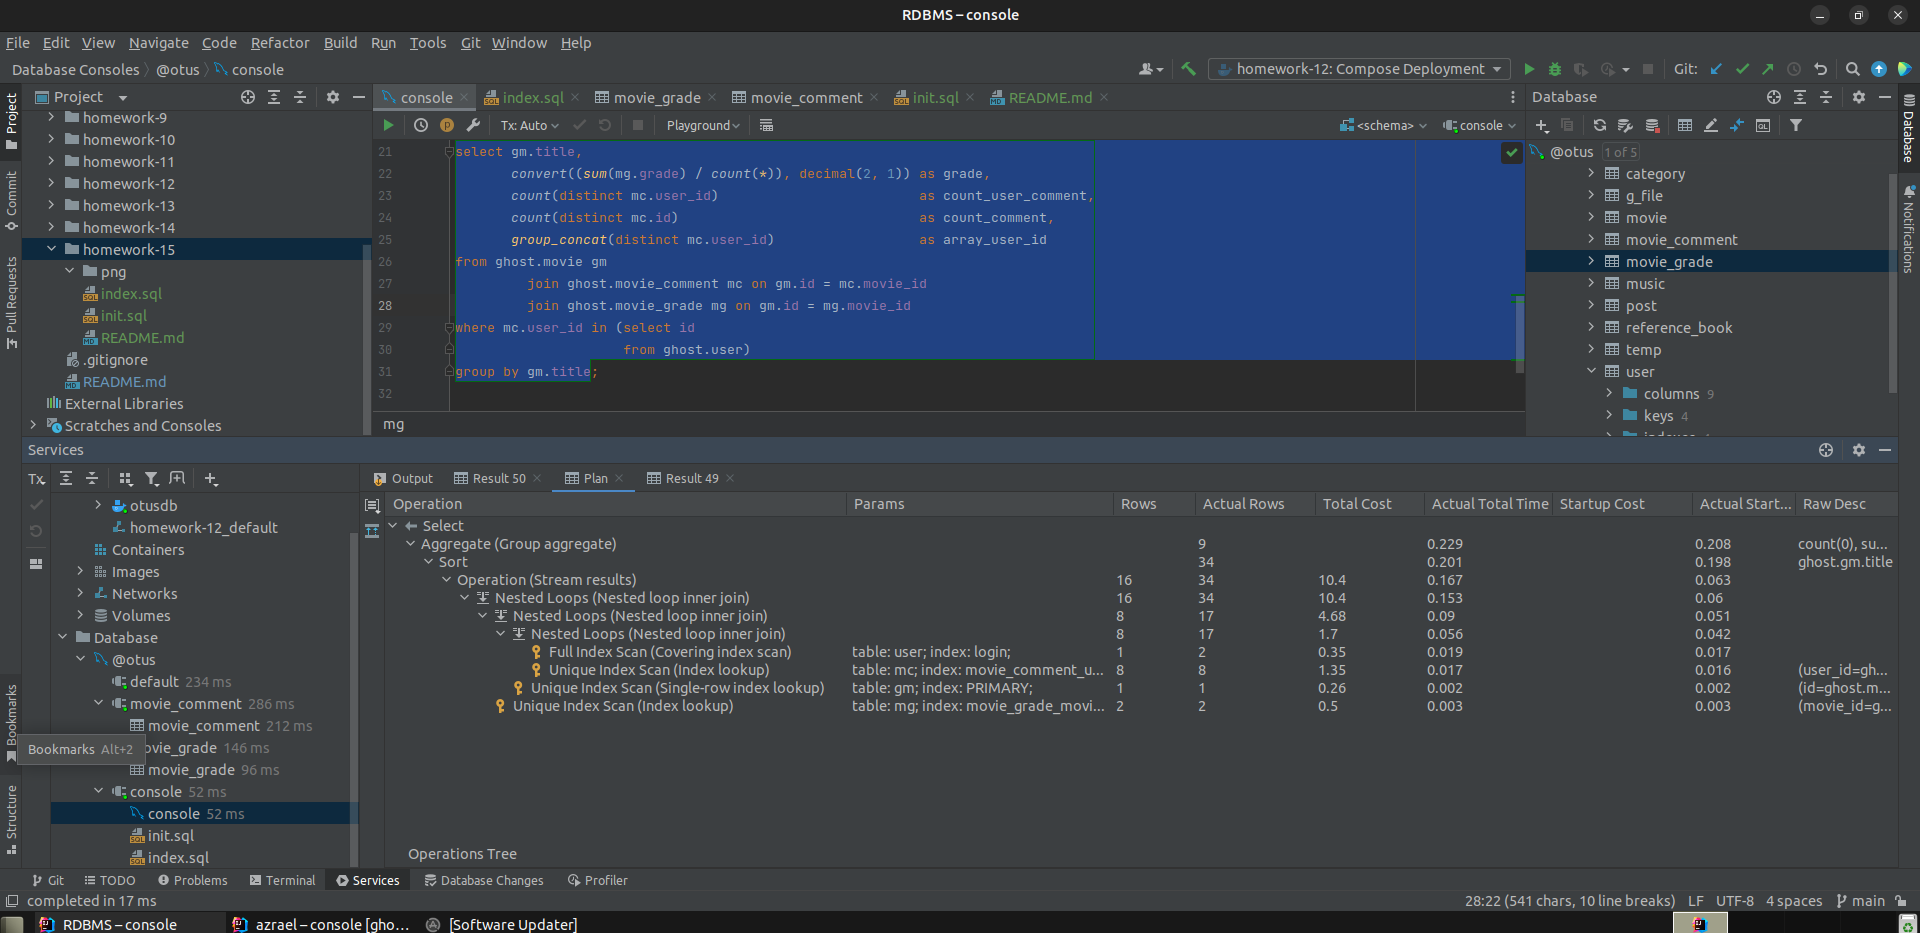 RDBMS – console
File Edit View Navigate Code Refactor Build Run Tools Git Window Help
Database Consoles @otus console
homework-12: Compose Deployment
Git:
Project
console
index.sql
movie_grade
movie_comment
init.sql
README.md
Database
Tx: Auto
Playground
<schema>
console
Project
Commit
Pull Requests
Bookmarks
Structure
homework-9
homework-10
homework-11
homework-12
homework-13
homework-14
homework-15
png
index.sql
init.sql
README.md
.gitignore
README.md
External Libraries
Scratches and Consoles
21 select gm.title,
22 convert((sum(mg.grade) / count(*)), decimal(2, 1)) as grade,
23 count(distinct mc.user_id) as count_user_comment,
24 count(distinct mc.id) as count_comment,
25 group_concat(distinct mc.user_id) as array_user_id
26 from ghost.movie gm
27 join ghost.movie_comment mc on gm.id = mc.movie_id
28 join ghost.movie_grade mg on gm.id = mg.movie_id
29 where mc.user_id in (select id
30 from ghost.user)
31 group by gm.title;
32
mg
@otus 1 of 5
category
g_file
movie
movie_comment
movie_grade
music
post
reference_book
temp
user
columns 9
keys 4
Database
Notifications
Services
Tx
otusdb
homework-12_default
Containers
Images
Networks
Volumes
Database
@otus
default 234 ms
movie_comment 286 ms
movie_comment 212 ms
ovie_grade 146 ms
movie_grade 96 ms
console 52 ms
console 52 ms
init.sql
index.sql
Bookmarks Alt+2
Output Result 50 Plan Result 49
Operation Params Rows Actual Rows Total Cost Actual Total Time Startup Cost Actual Start... Raw Desc
Select
Aggregate (Group aggregate) 9 0.229 0.208 count(0), su...
Sort 34 0.201 0.198 ghost.gm.title
Operation (Stream results) 16 34 10.4 0.167 0.063
Nested Loops (Nested loop inner join) 16 34 10.4 0.153 0.06
Nested Loops (Nested loop inner join) 8 17 4.68 0.09 0.051
Nested Loops (Nested loop inner join) 8 17 1.7 0.056 0.042
Full Index Scan (Covering index scan) table: user; index: login; 1 2 0.35 0.019 0.017
Unique Index Scan (Index lookup) table: mc; index: movie_comment_u... 8 8 1.35 0.017 0.016 (user_id=gh...
Unique Index Scan (Single-row index lookup) table: gm; index: PRIMARY; 1 1 0.26 0.002 0.002 (id=ghost.m...
Unique Index Scan (Index lookup) table: mg; index: movie_grade_movi... 2 2 0.5 0.003 0.003 (movie_id=g...
Operations Tree
Git TODO Problems Terminal Services Database Changes Profiler
completed in 17 ms
28:22 (541 chars, 10 line breaks) LF UTF-8 4 spaces main
RDBMS – console
azrael – console [gho...
[Software Updater]